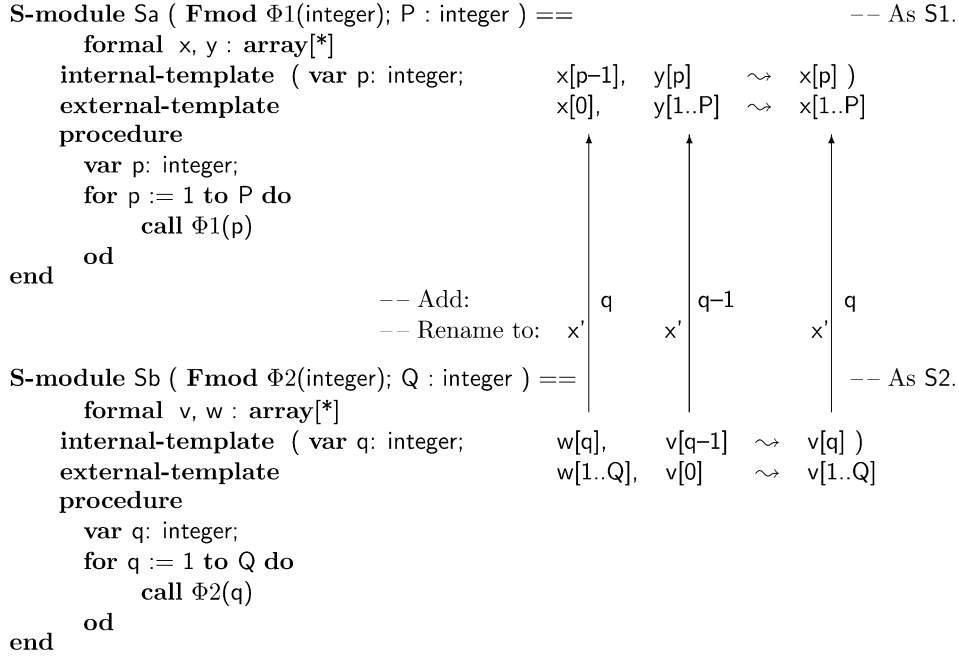 S-module Sa ( Fmod Φ1(integer); P : integer ) == –– As S1.
formal x, y : array[*]
internal-template ( var p: integer; x[p–1], y[p] ⤳ x[p] )
external-template x[0], y[1..P] ⤳ x[1..P]
procedure
var p: integer;
for p := 1 to P do
call Φ1(p)
od
end
–– Add: q q–1 q
–– Rename to: x' x' x'
S-module Sb ( Fmod Φ2(integer); Q : integer ) == –– As S2.
formal v, w : array[*]
internal-template ( var q: integer; w[q], v[q–1] ⤳ v[q] )
external-template w[1..Q], v[0] ⤳ v[1..Q]
procedure
var q: integer;
for q := 1 to Q do
call Φ2(q)
od
end